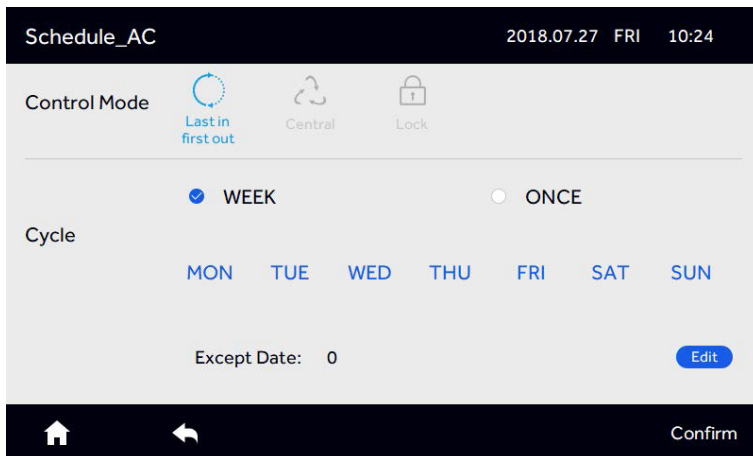 Schedule_AC 2018.07.27 FRI 10:24
Control Mode
Last in
first out
Central
Lock
WEEK ONCE
Cycle
MON TUE WED THU FRI SAT SUN
Except Date: 0 Edit
Confirm